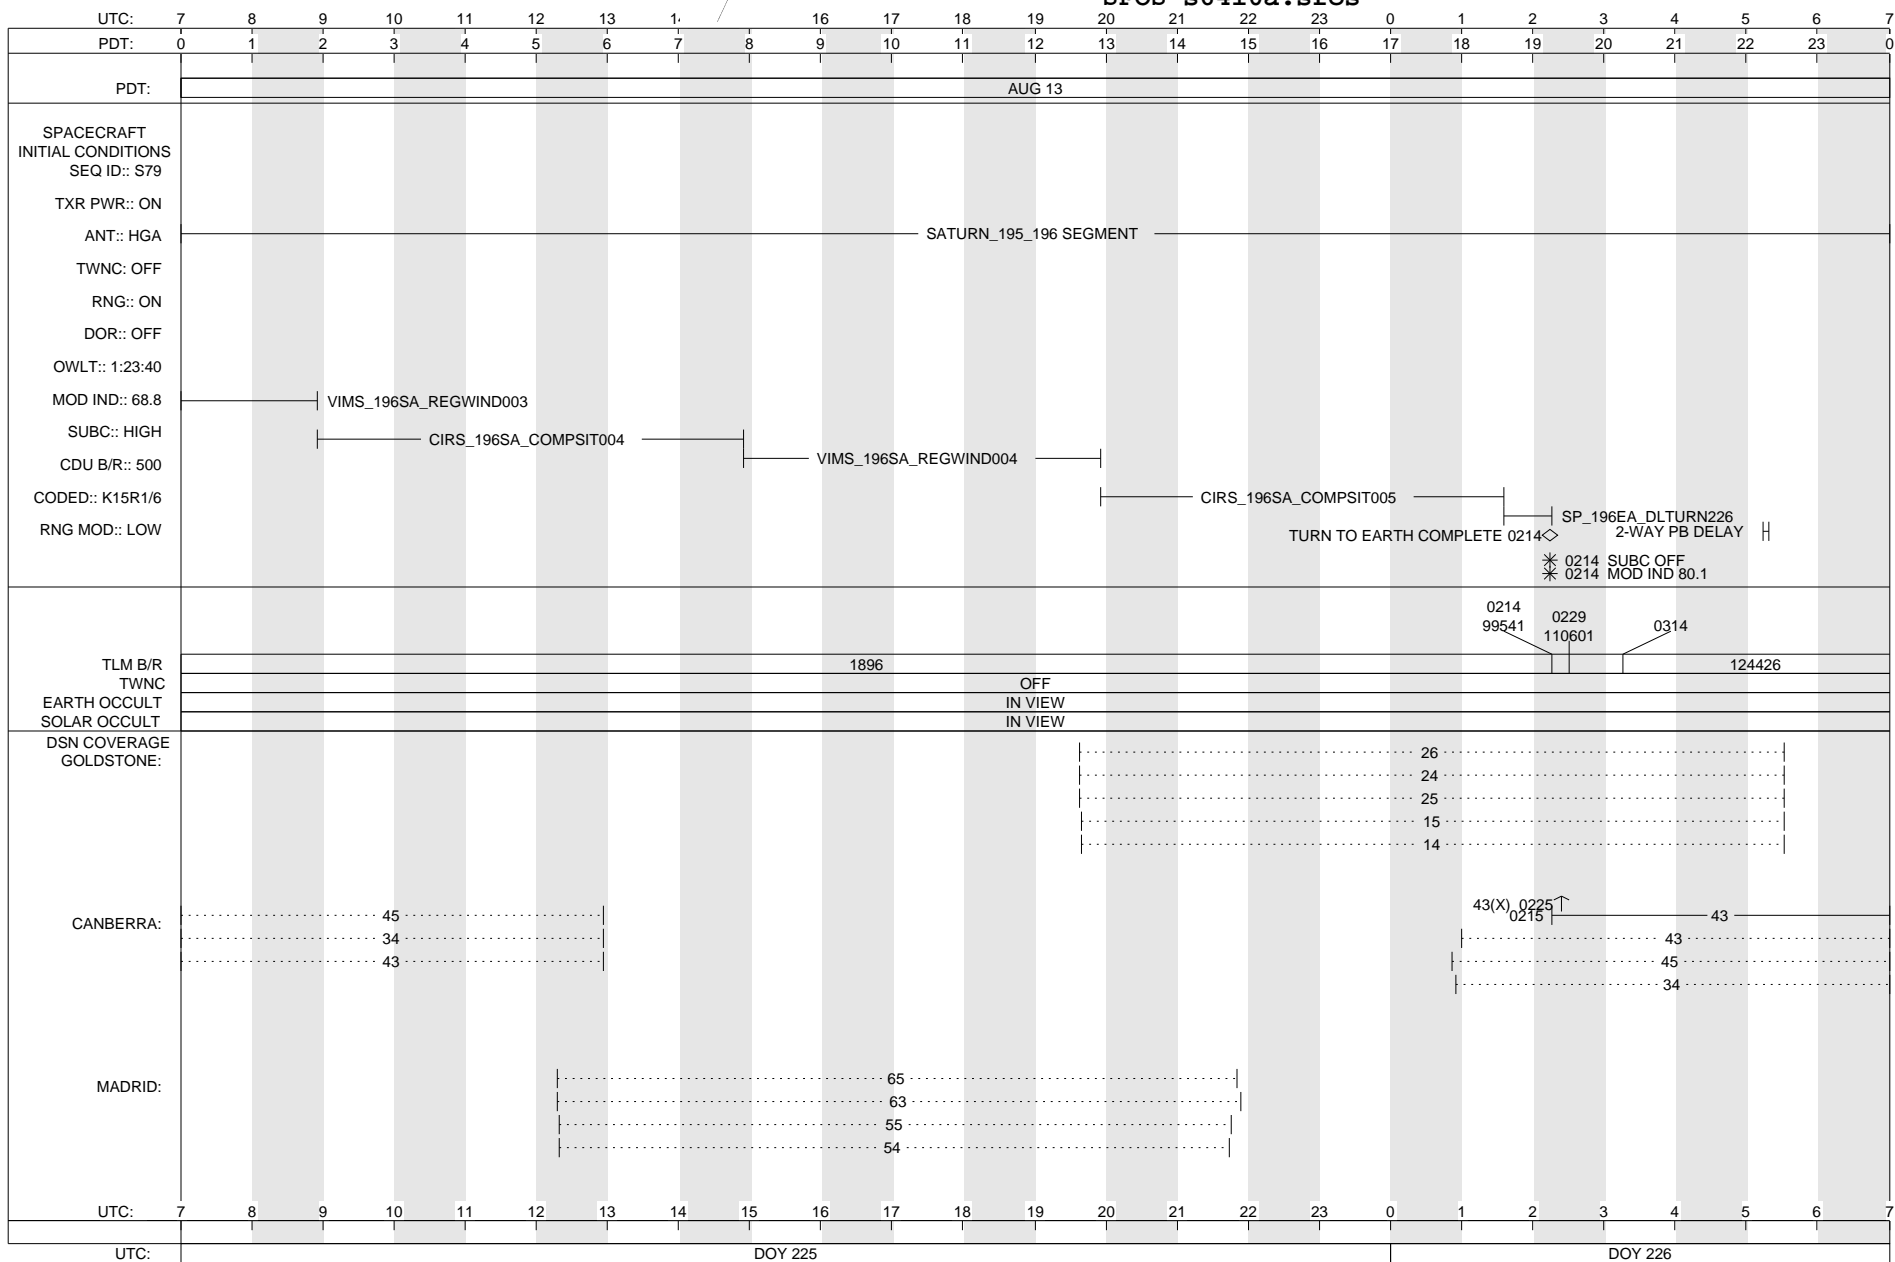 SFOS s0410a.sfos
UTC: 7 8 9 10 11 12 13 14 16 17 18 19 20 21 22 23 0 1 2 3 4 5 6 7
PDT: 0 1 2 3 4 5 6 7 8 9 10 11 12 13 14 15 16 17 18 19 20 21 22 23 0
PDT: AUG 13
SPACECRAFT
INITIAL CONDITIONS
SEQ ID:: S79
TXR PWR:: ON
ANT:: HGA SATURN_195_196 SEGMENT
TWNC: OFF
RNG:: ON
DOR:: OFF
OWLT:: 1:23:40
MOD IND:: 68.8 VIMS_196SA_REGWIND003
SUBC:: HIGH CIRS_196SA_COMPSIT004
VIMS_196SA_REGWIND004
CDU B/R:: 500
CODED:: K15R1/6 CIRS_196SA_COMPSIT005
SP_196EA_DLTURN226
RNG MOD:: LOW 2-WAY PB DELAY
TURN TO EARTH COMPLETE 0214
0214 SUBC OFF
0214 MOD IND 80.1
0214
99541
0229
110601
0314
TLM B/R 1896 124426
TWNC OFF
EARTH OCCULT IN VIEW
SOLAR OCCULT IN VIEW
DSN COVERAGE
GOLDSTONE:
26
24
25
15
14
CANBERRA:
43(X) 0225
45 0215 43
34 43
43 45
34
MADRID:
65
63
55
54
UTC: 7 8 9 10 11 12 13 14 15 16 17 18 19 20 21 22 23 0 1 2 3 4 5 6 7
UTC: DOY 225 DOY 226